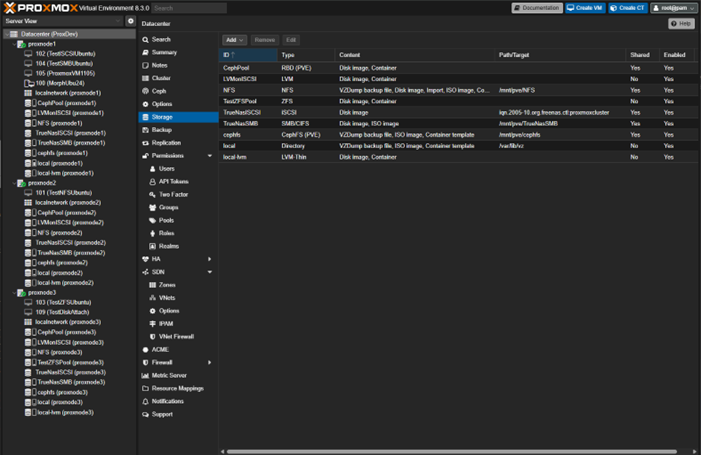 PROXMOX Virtual Environment 8.3.0 Search Documentation Create VM Create CT root@pam
Server View
Datacenter (ProxDev)
proxnode1
102 (TestISCSIUbuntu)
104 (TestSMBUbuntu)
105 (ProxmoxVM1105)
100 (MorphUbu24)
localnetwork (proxnode1)
CephPool (proxnode1)
LVMonISCSI (proxnode1)
NFS (proxnode1)
TrueNasISCSI (proxnode1)
TrueNasSMB (proxnode1)
cephfs (proxnode1)
local (proxnode1)
local-lvm (proxnode1)
proxnode2
101 (TestNFSUbuntu)
localnetwork (proxnode2)
CephPool (proxnode2)
LVMonISCSI (proxnode2)
NFS (proxnode2)
TrueNasISCSI (proxnode2)
TrueNasSMB (proxnode2)
cephfs (proxnode2)
local (proxnode2)
local-lvm (proxnode2)
proxnode3
103 (TestZFSUbuntu)
109 (TestDiskAttach)
localnetwork (proxnode3)
CephPool (proxnode3)
LVMonISCSI (proxnode3)
NFS (proxnode3)
TestZFSPool (proxnode3)
TrueNasISCSI (proxnode3)
TrueNasSMB (proxnode3)
cephfs (proxnode3)
local (proxnode3)
local-lvm (proxnode3)
Datacenter Help
Search
Summary
Notes
Cluster
Ceph
Options
Storage
Backup
Replication
Permissions
Users
API Tokens
Two Factor
Groups
Pools
Roles
Realms
HA
SDN
Zones
VNets
Options
IPAM
VNet Firewall
ACME
Firewall
Metric Server
Resource Mappings
Notifications
Support
Add Remove Edit
ID Type Content Path/Target Shared Enabled
CephPool RBD (PVE) Disk image, Container Yes Yes
LVMonISCSI LVM Disk image, Container No Yes
NFS NFS VZDump backup file, Disk image, Import, ISO image, Co... /mnt/pve/NFS Yes Yes
TestZFSPool ZFS Disk image, Container No Yes
TrueNasISCSI iSCSI Disk image iqn.2005-10.org.freenas.ctl:proxmoxcluster Yes Yes
TrueNasSMB SMB/CIFS Disk image, ISO image /mnt/pve/TrueNasSMB Yes Yes
cephfs CephFS (PVE) VZDump backup file, ISO image, Container template /mnt/pve/cephfs Yes Yes
local Directory VZDump backup file, ISO image, Container template /var/lib/vz No Yes
local-lvm LVM-Thin Disk image, Container No Yes